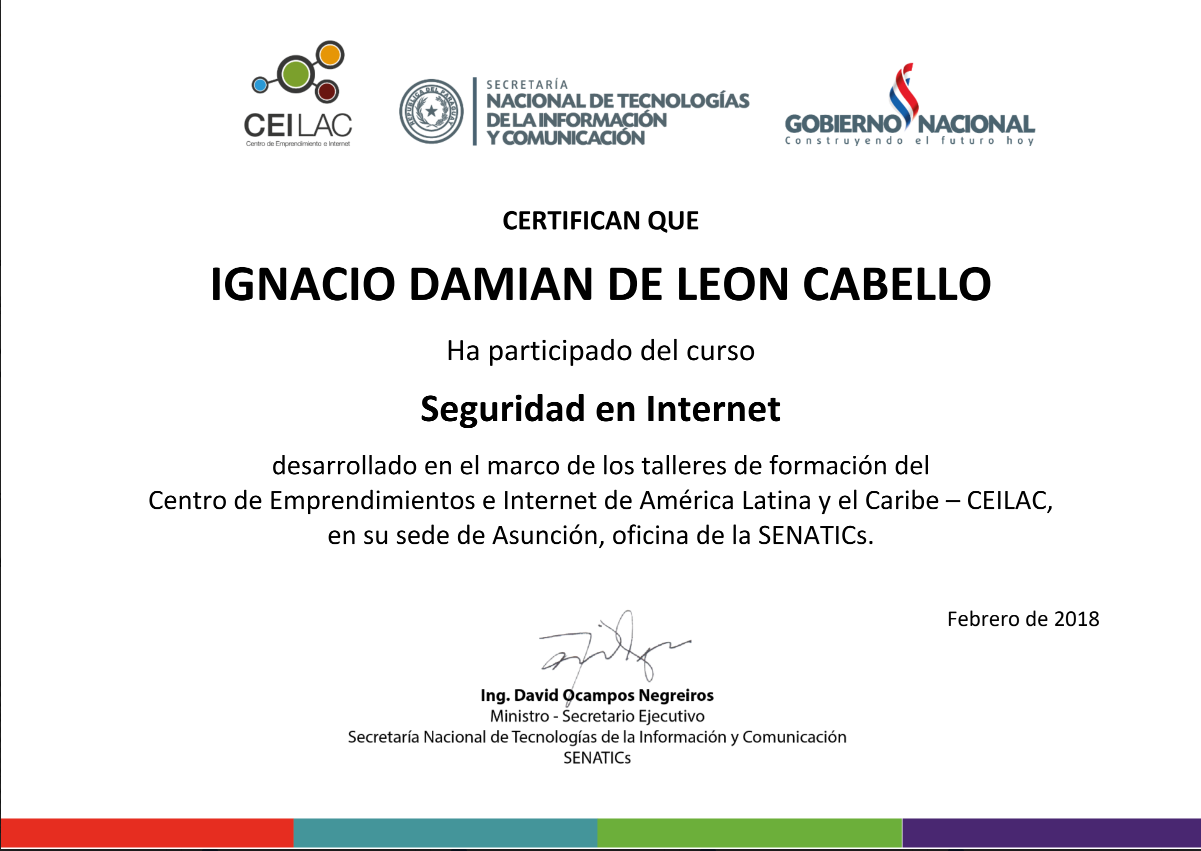 CEILAC
Centro de Emprendimiento e Internet
REPUBLICA DEL PARAGUAY
SECRETARÍA
NACIONAL DE TECNOLOGÍAS
DE LA INFORMACIÓN
Y COMUNICACIÓN
GOBIERNO NACIONAL
Construyendo el futuro hoy
CERTIFICAN QUE
IGNACIO DAMIAN DE LEON CABELLO
Ha participado del curso
Seguridad en Internet
desarrollado en el marco de los talleres de formación del
Centro de Emprendimientos e Internet de América Latina y el Caribe – CEILAC,
en su sede de Asunción, oficina de la SENATICs.
Febrero de 2018
Ing. David Ocampos Negreiros
Ministro - Secretario Ejecutivo
Secretaría Nacional de Tecnologías de la Información y Comunicación
SENATICs